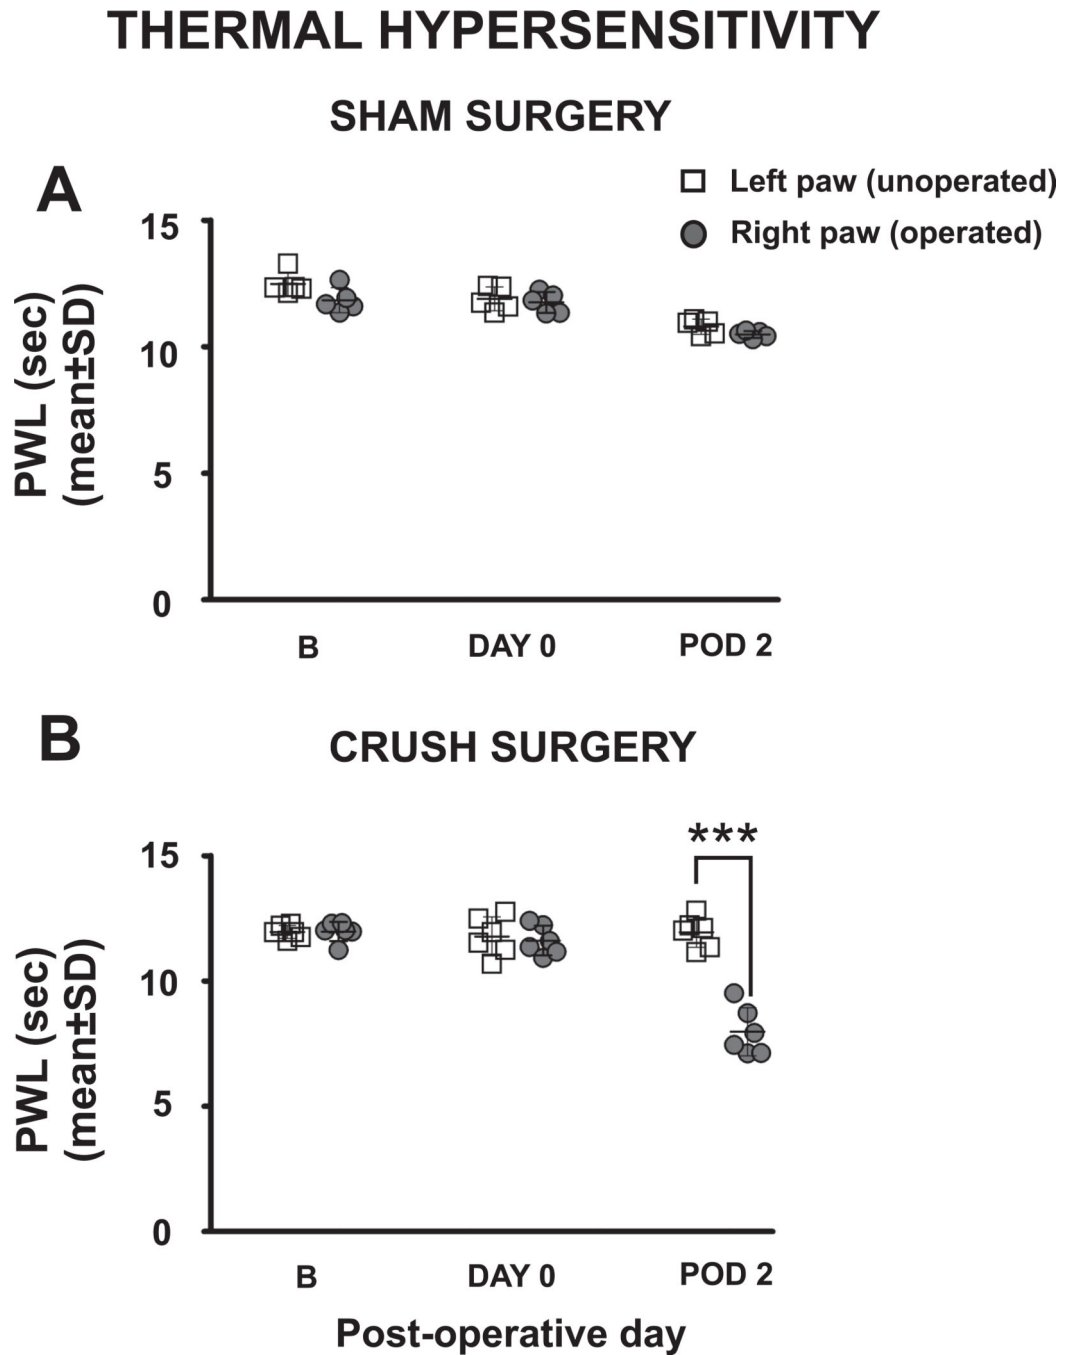 THERMAL HYPERSENSITIVITY
SHAM SURGERY
A
Left paw (unoperated)
Right paw (operated)
PWL (sec)
(mean±SD)
15
10
5
0
B
DAY 0
POD 2
B
CRUSH SURGERY
***
PWL (sec)
(mean±SD)
15
10
5
0
B
DAY 0
POD 2
Post-operative day